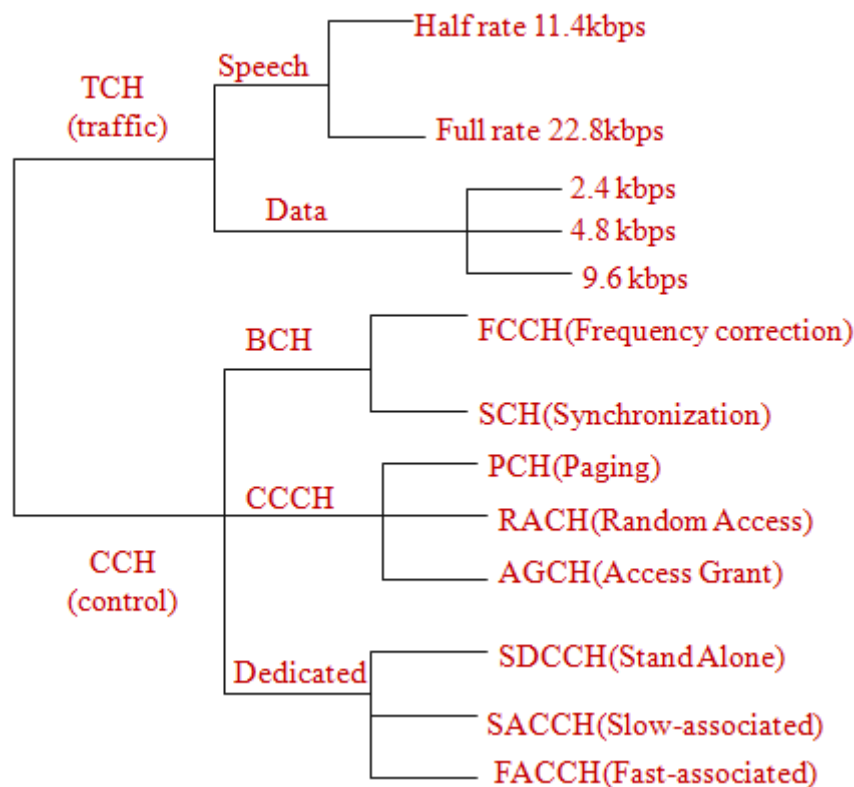 Half rate 11.4kbps
Speech
TCH
(traffic)
Full rate 22.8kbps
2.4 kbps
Data
4.8 kbps
9.6 kbps
BCH
FCCH(Frequency correction)
SCH(Synchronization)
PCH(Paging)
CCCH
RACH(Random Access)
CCH
(control)
AGCH(Access Grant)
SDCCH(Stand Alone)
Dedicated
SACCH(Slow-associated)
FACCH(Fast-associated)